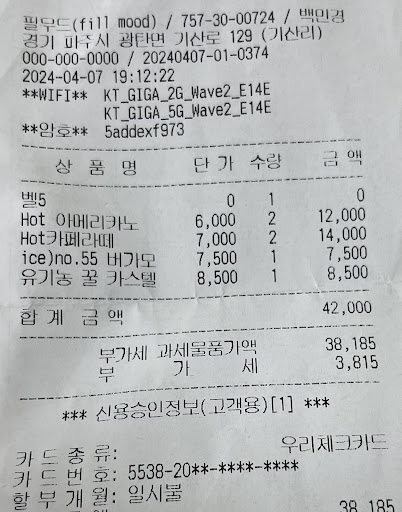 필무드(fill mood) / 757-30-00724 / 백민경
경기 파주시 광탄면 기산로 129 (기산리)
000-000-0000 / 20240407-01-0374
2024-04-07 19:12:22
**WIFI** KT_GIGA_2G_Wave2_E14E
KT_GIGA_5G_Wave2_E14E
**암호** 5addexf973
상 품 명 단 가 수량 금 액
벨5 0 1 0
Hot 아메리카노 6,000 2 12,000
Hot카페라떼 7,000 2 14,000
ice)no.55 버가모 7,500 1 7,500
유기농 꿀 카스텔 8,500 1 8,500
합 계 금 액 42,000
부가세 과세물품가액 38,185
부 가 세 3,815
*** 신용승인정보(고객용)[1] ***
카 드 종 류: 우리체크카드
카 드 번 호: 5538-20**-****-****
할 부 개 월: 일시불
38,185